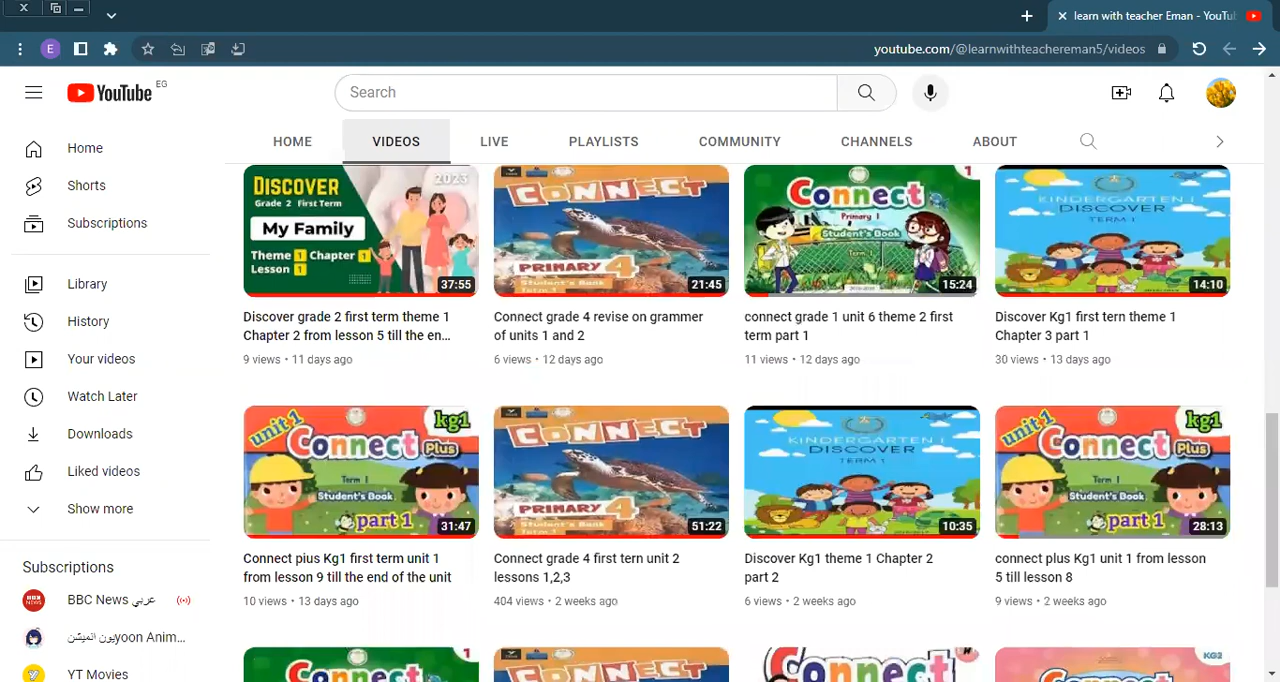 learn with teacher Eman - YouTu
E
youtube.com/@learnwithteachereman5/videos
YouTube EG
Search
HOME
VIDEOS
LIVE
PLAYLISTS
COMMUNITY
CHANNELS
ABOUT
Home
Shorts
Subscriptions
Library
History
Your videos
Watch Later
Downloads
Liked videos
Show more
Subscriptions
BBC News عربي
يون انميشن yoon Anim...
YT Movies
DISCOVER
2023
Grade 2 First Term
My Family
Theme 1 Chapter 1
Lesson 1
37:55
Discover grade 2 first term theme 1
Chapter 2 from lesson 5 till the en...
9 views • 11 days ago
CONNECT
PRIMARY 4
Student's Book
21:45
Connect grade 4 revise on grammer
of units 1 and 2
6 views • 12 days ago
1
Connect
Primary 1
Student's Book
Term 1
15:24
connect grade 1 unit 6 theme 2 first
term part 1
11 views • 12 days ago
KINDERGARTEN 1
DISCOVER
TERM 1
14:10
Discover Kg1 first tern theme 1
Chapter 3 part 1
30 views • 13 days ago
unit 1
kg1
Connect
Plus
Term 1
Student's Book
part 1
31:47
Connect pius Kg1 first term unit 1
from lesson 9 till the end of the unit
10 views • 13 days ago
CONNECT
PRIMARY 4
Student's Book
51:22
Connect grade 4 first tern unit 2
lessons 1,2,3
404 views • 2 weeks ago
KINDERGARTEN 1
DISCOVER
TERM 1
10:35
Discover Kg1 theme 1 Chapter 2
part 2
6 views • 2 weeks ago
unit 1
kg1
Connect
Plus
Term 1
Student's Book
part 1
28:13
connect plus Kg1 unit 1 from lesson
5 till lesson 8
9 views • 2 weeks ago
1
Connect
CONNECT
Connect
KG2